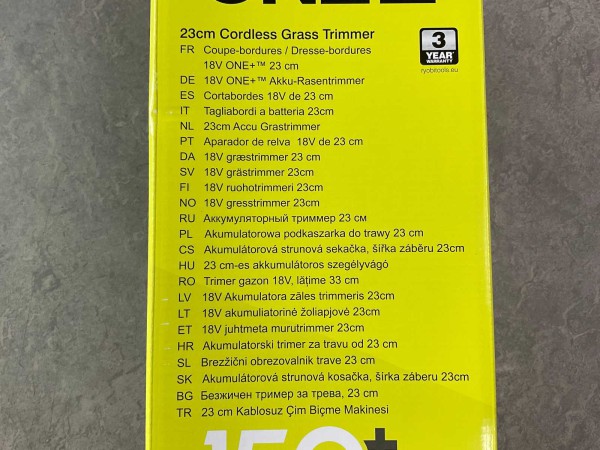 23cm Cordless Grass Trimmer
FR Coupe-bordures / Dresse-bordures
18V ONE+™ 23 cm
DE 18V ONE+™ Akku-Rasentrimmer
ES Cortabordes 18V de 23 cm
IT Tagliabordi a batteria 23cm
NL 23cm Accu Grastrimmer
PT Aparador de relva 18V de 23 cm
DA 18V græstrimmer 23 cm
SV 18V grästrimmer 23cm
FI 18V ruohotrimmeri 23cm
NO 18V gresstrimmer 23cm
RU Аккумуляторный триммер 23 см
PL Akumulatorowa podkaszarka do trawy 23 cm
CS Akumulátorová strunová sekačka, šířka záběru 23cm
HU 23 cm-es akkumulátoros szegélyvágó
RO Trimer gazon 18V, lățime 33 cm
LV 18V Akumulatora zāles trimmeris 23cm
LT 18V akumuliatorinė žoliapjovė 23cm
ET 18V juhtmeta murutrimmer 23cm
HR Akumulatorski trimer za travu od 23 cm
SL Brezžični obrezovalnik trave 23 cm
SK Akumulátorová strunová kosačka, šírka záberu 23cm
BG Безжичен тример за трева, 23 cm
TR 23 cm Kablosuz Çim Biçme Makinesi
3
YEAR
WARRANTY
ryobitools.eu